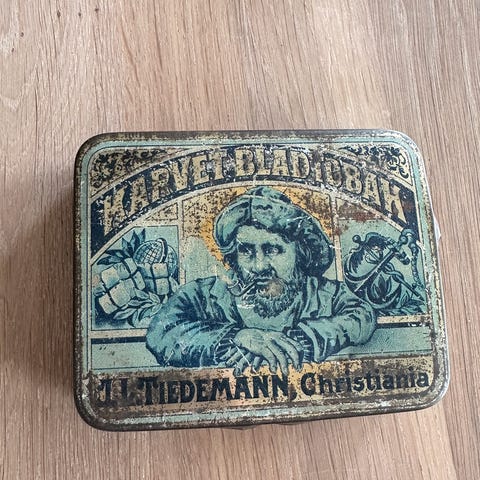 KARVET BLADTOBAK
J.L. TIEDEMANN, Christiania